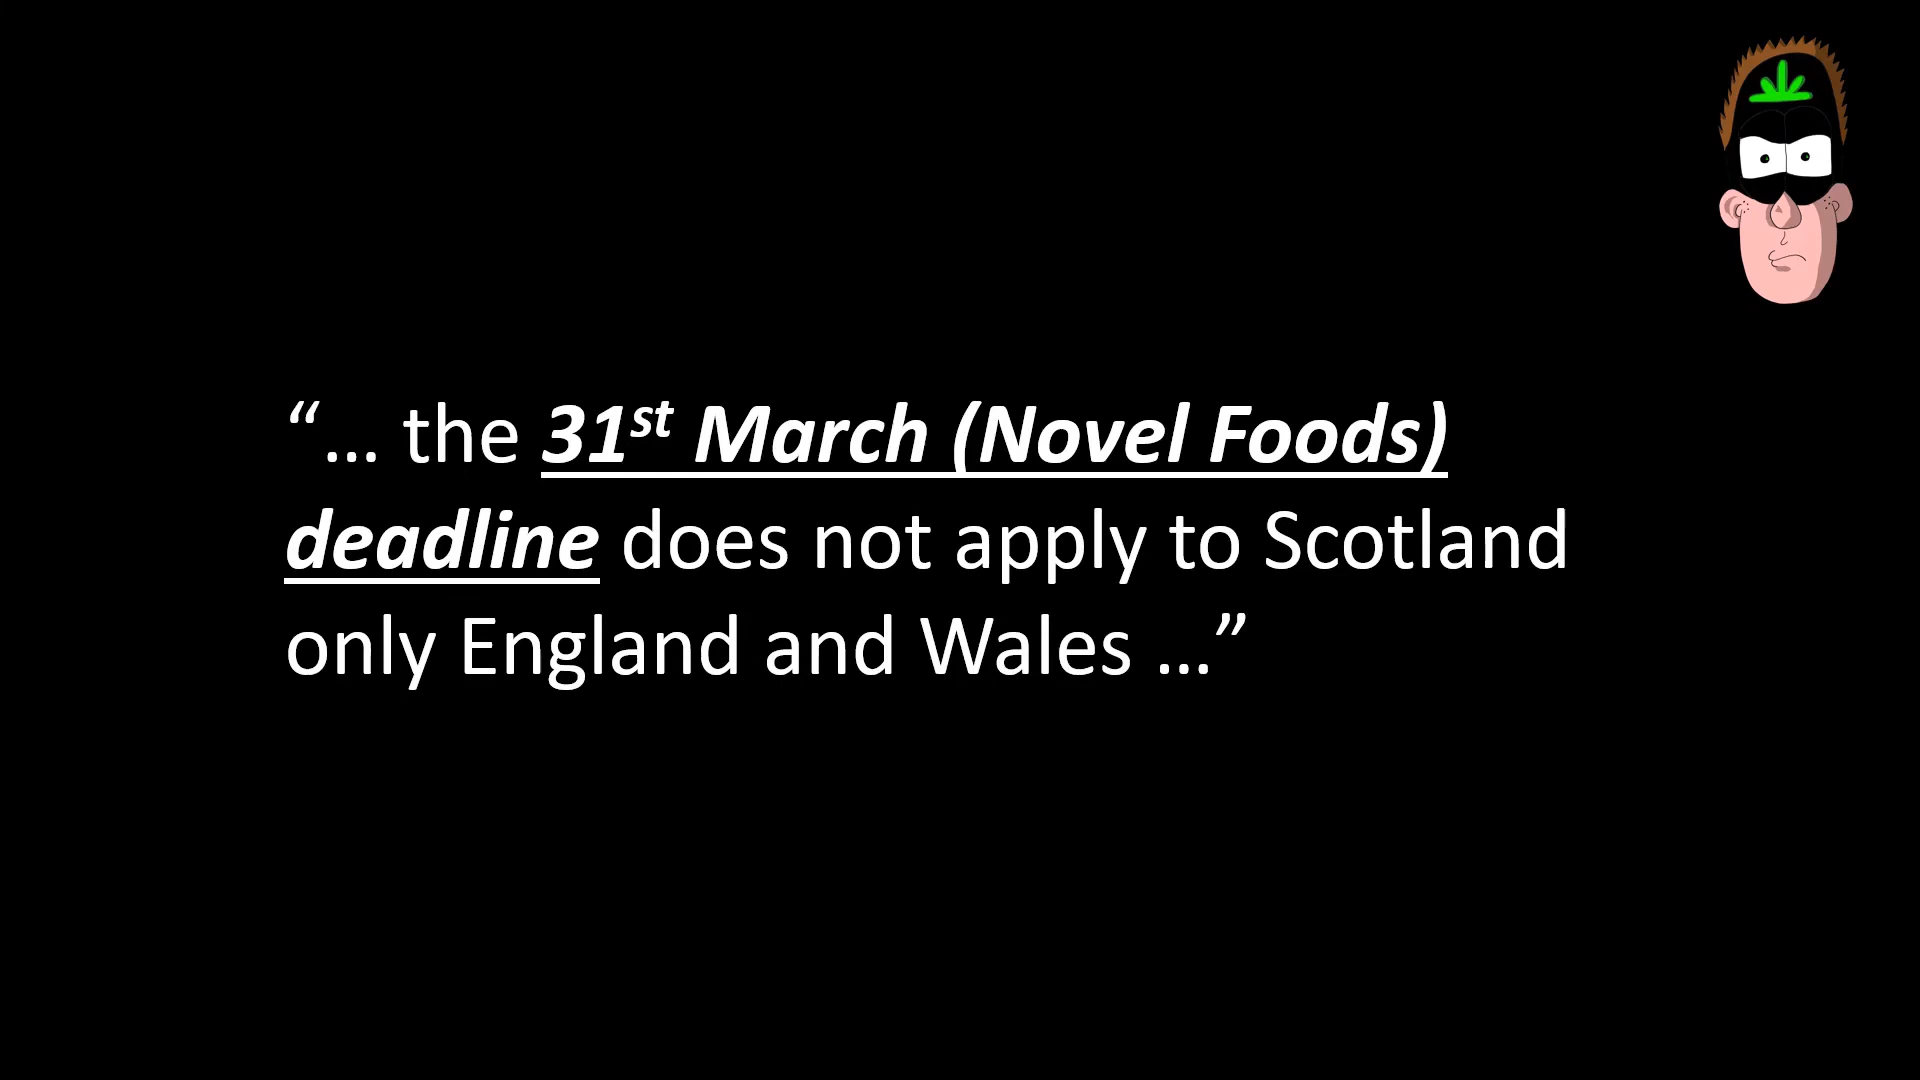 “… the 31st March (Novel Foods)
deadline does not apply to Scotland
only England and Wales …”